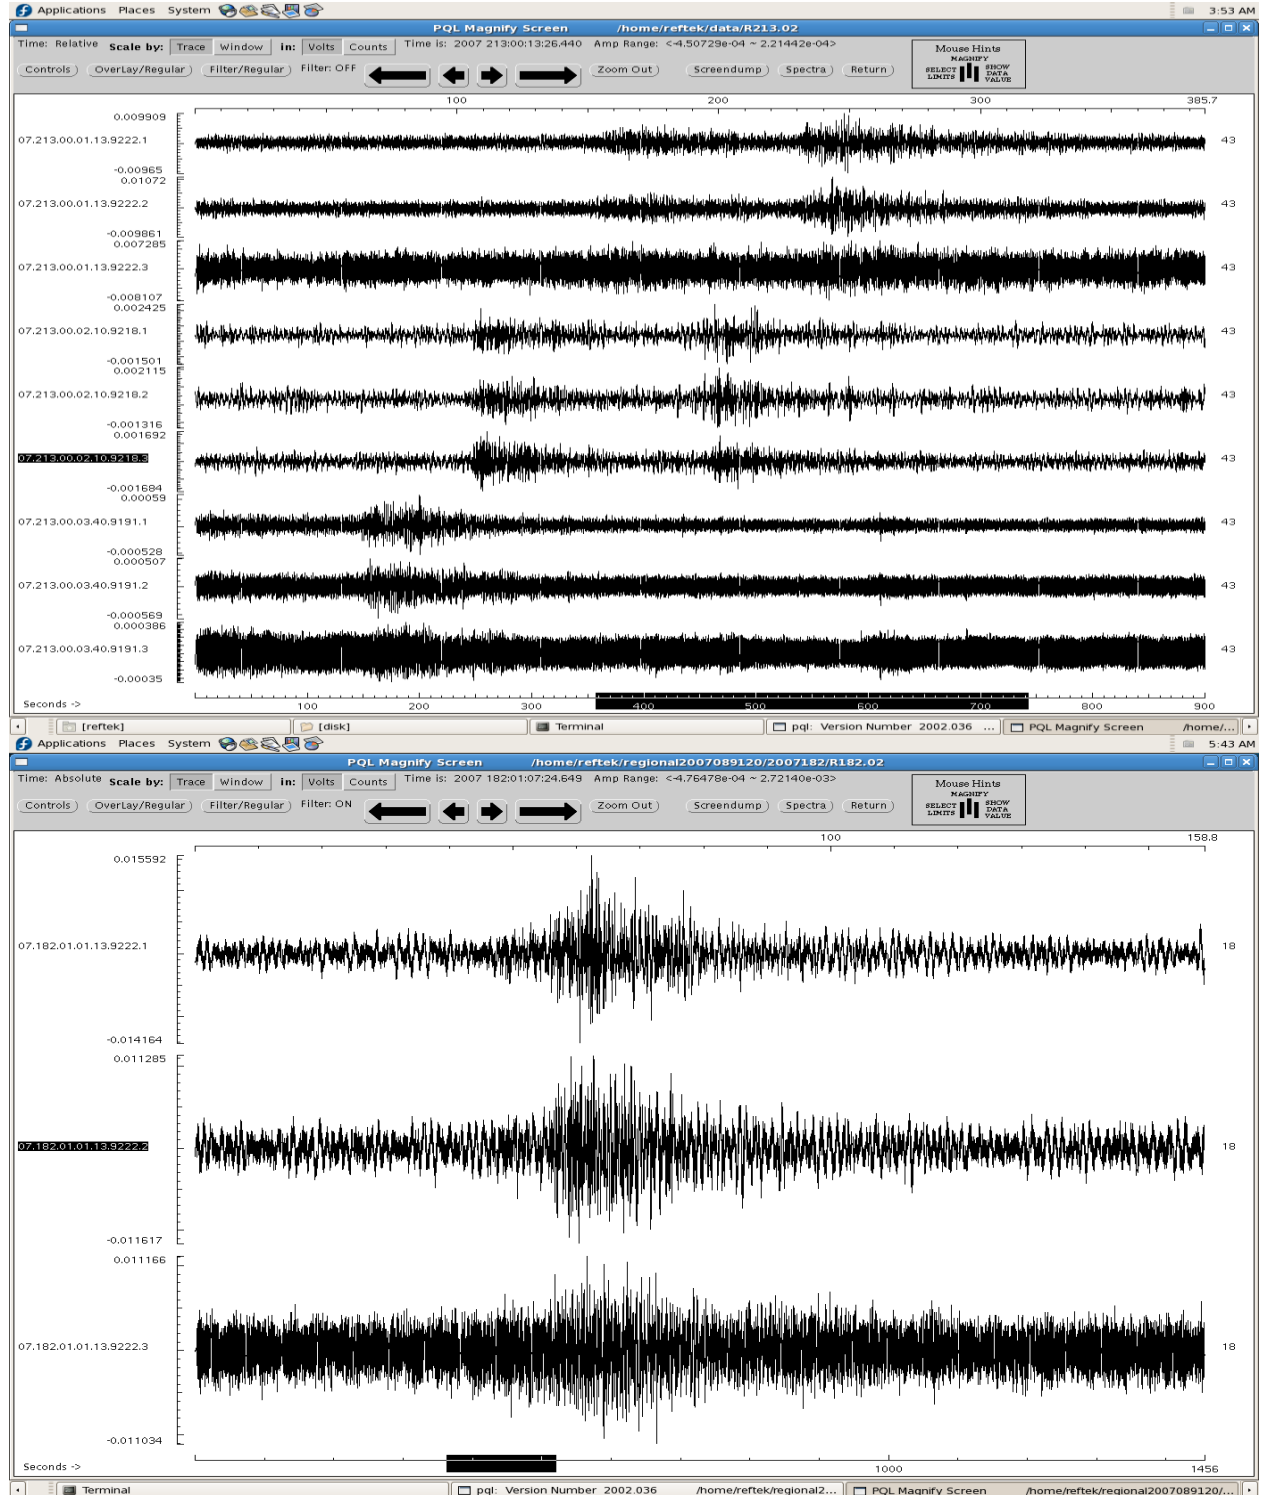 Applications Places System 3:53 AM
PQL Magnify Screen /home/reftek/data/R213.02
Time: Relative Scale by: Trace Window in: Volts Counts Time is: 2007 213:00:13:26.440 Amp Range: <-4.50729e-04 ~ 2.21442e-04>
Controls Overlay/Regular Filter/Regular Filter: OFF Zoom Out Screendump Spectra Return
Mouse Hints
MAGNIFY
SELECT LIMITS SHOW DATA VALUE
100 200 300 385.7
0.009909
07.213.00.01.13.9222.1 43
-0.00965
0.01072
07.213.00.01.13.9222.2 43
-0.009861
0.007285
07.213.00.01.13.9222.3 43
-0.008107
0.002425
07.213.00.02.10.9218.1 43
-0.001501
0.002115
07.213.00.02.10.9218.2 43
-0.001316
0.001692
07.213.00.02.10.9218.3 43
-0.001684
0.00059
07.213.00.03.40.9191.1 43
-0.000528
0.000507
07.213.00.03.40.9191.2 43
-0.000569
0.000386
07.213.00.03.40.9191.3 43
-0.00035
Seconds -> 100 200 300 400 500 600 700 800 900
[reftek] [disk] Terminal pql: Version Number 2002.036 ... PQL Magnify Screen /home/...
Applications Places System 5:43 AM
PQL Magnify Screen /home/reftek/regional2007089120/2007182/R182.02
Time: Absolute Scale by: Trace Window in: Volts Counts Time is: 2007 182:01:07:24.649 Amp Range: <-4.76478e-04 ~ 2.72140e-03>
Controls Overlay/Regular Filter/Regular Filter: ON Zoom Out Screendump Spectra Return
Mouse Hints
MAGNIFY
SELECT LIMITS SHOW DATA VALUE
100 158.8
0.015592
07.182.01.01.13.9222.1 18
-0.014164
0.011285
07.182.01.01.13.9222.2 18
-0.011617
0.011166
07.182.01.01.13.9222.3 18
-0.011034
Seconds -> 1000 1456
Terminal pql: Version Number 2002.036 /home/reftek/regional2... PQL Magnify Screen /home/reftek/regional2007089120/...